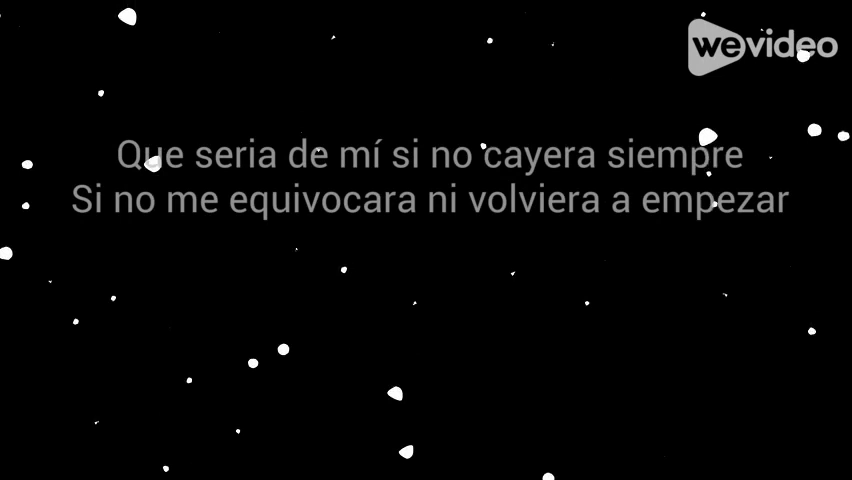 wevideo
Que seria de mí si no cayera siempre
Si no me equivocara ni volviera a empezar